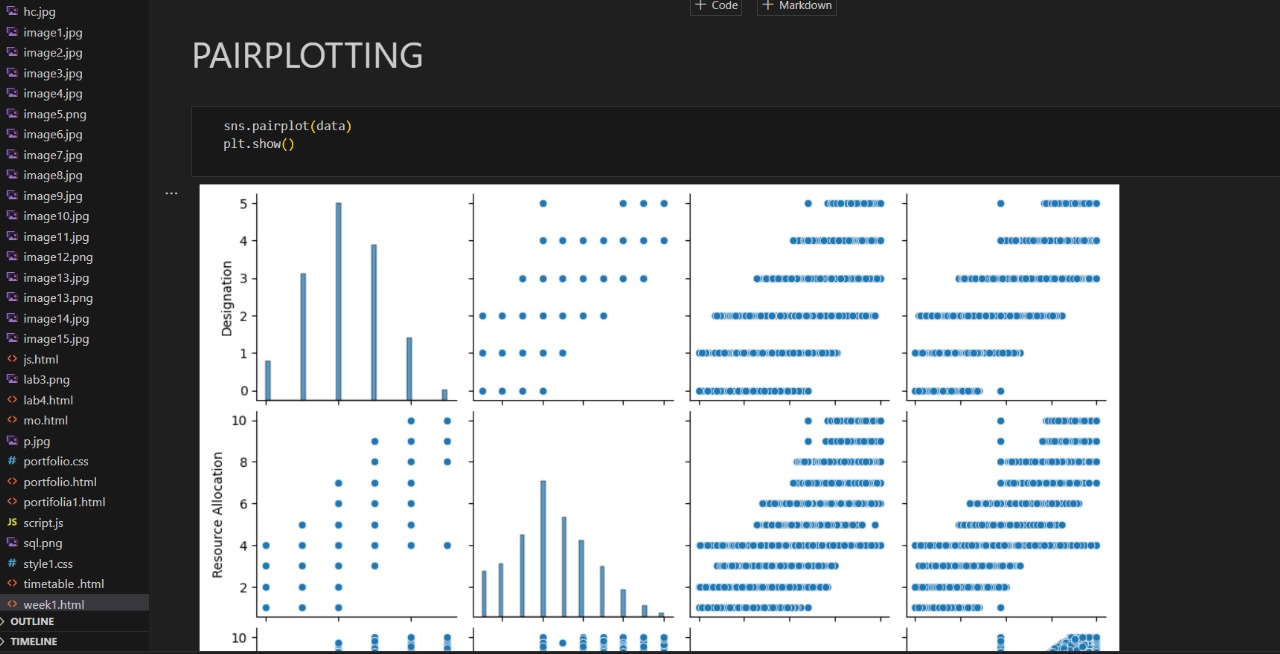 hc.jpg
image1.jpg
image2.jpg
image3.jpg
image4.jpg
image5.png
image6.jpg
image7.jpg
image8.jpg
image9.jpg
image10.jpg
image11.jpg
image12.png
image13.jpg
image13.png
image14.jpg
image15.jpg
<> js.html
lab3.png
<> lab4.html
<> mo.html
p.jpg
# portfolio.css
<> portfolio.html
<> portifolia1.html
JS script.js
sql.png
# style1.css
<> timetable .html
<> week1.html
> OUTLINE
> TIMELINE
+ Code + Markdown
PAIRPLOTTING
sns.pairplot(data)
plt.show()
...
Designation
5
4
3
2
1
0
Resource Allocation
10
8
6
4
2
10